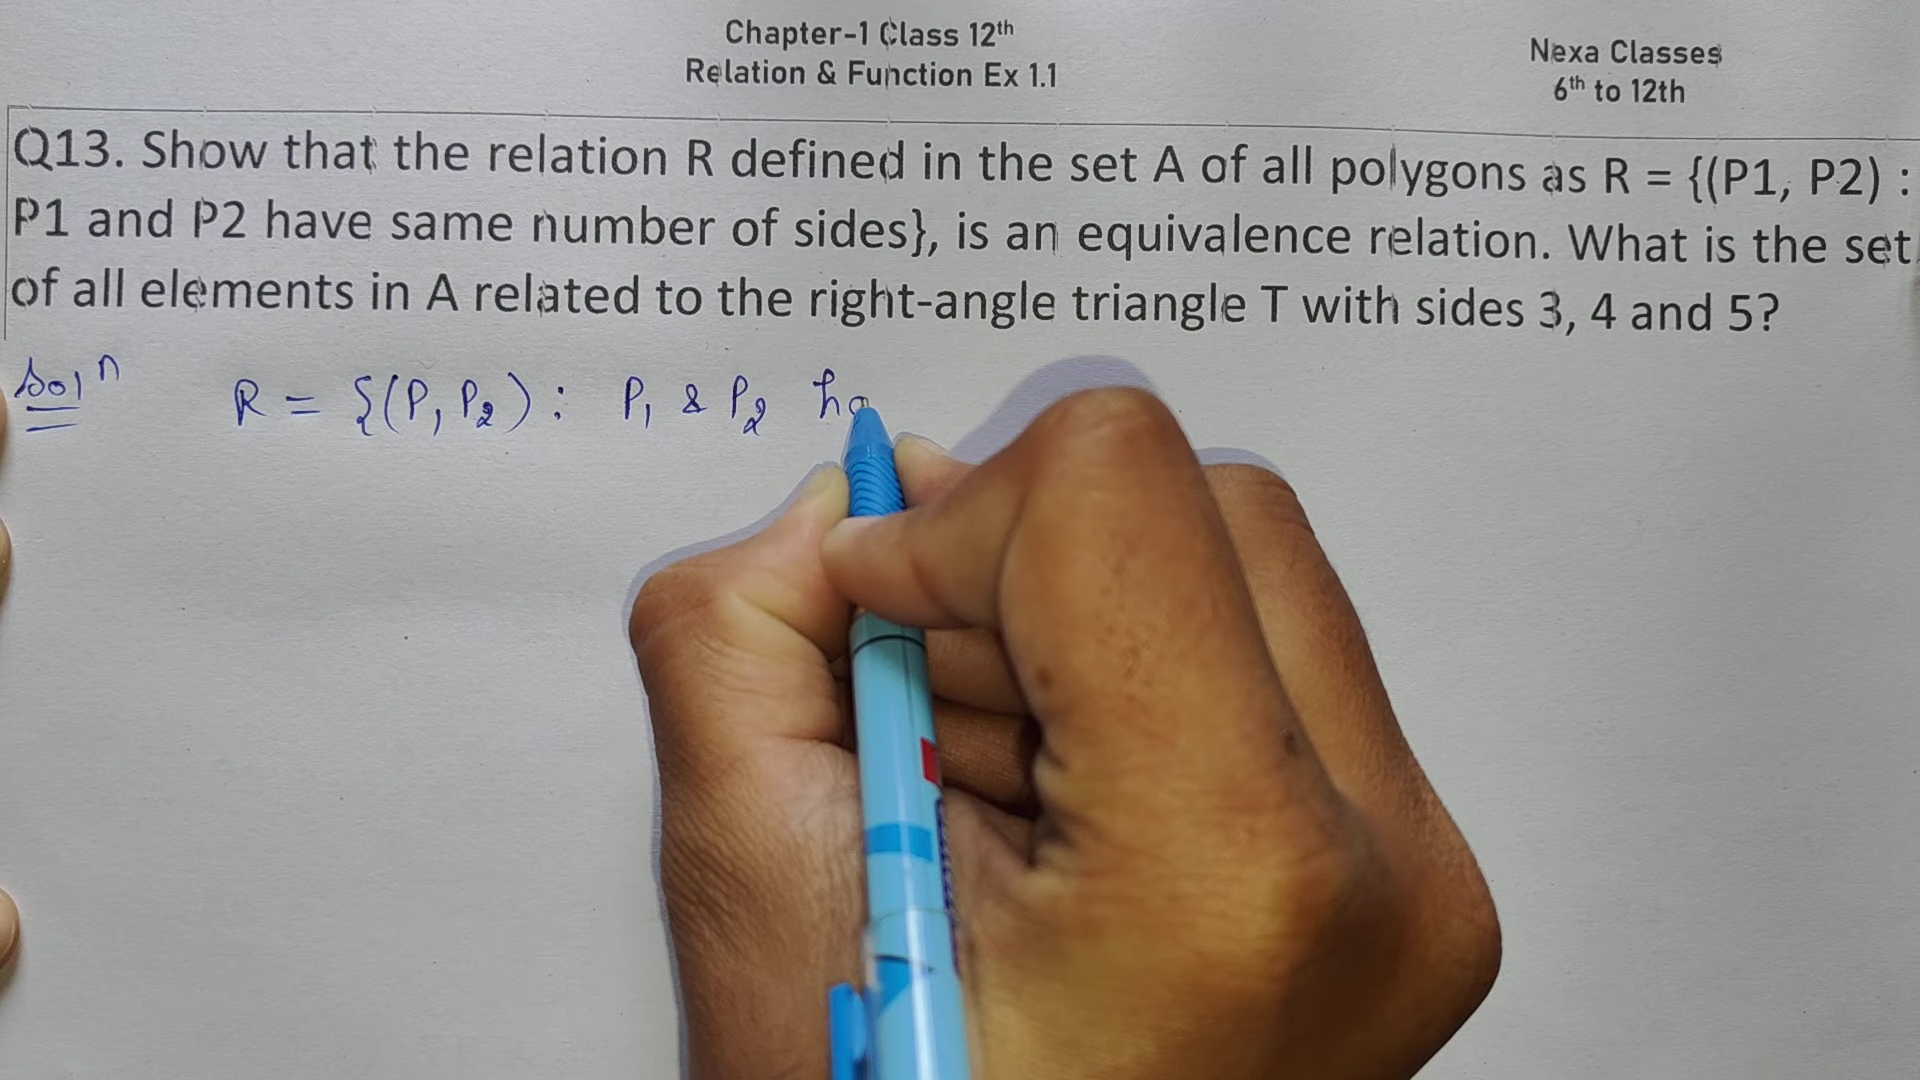 Chapter-1 Class 12th
Relation & Function Ex 1.1
Nexa Classes
6th to 12th
Q13. Show that the relation R defined in the set A of all polygons as R = {(P1, P2) :
P1 and P2 have same number of sides}, is an equivalence relation. What is the set
of all elements in A related to the right-angle triangle T with sides 3, 4 and 5?
Solⁿ R = {(P₁ P₂) : P₁ & P₂ ha